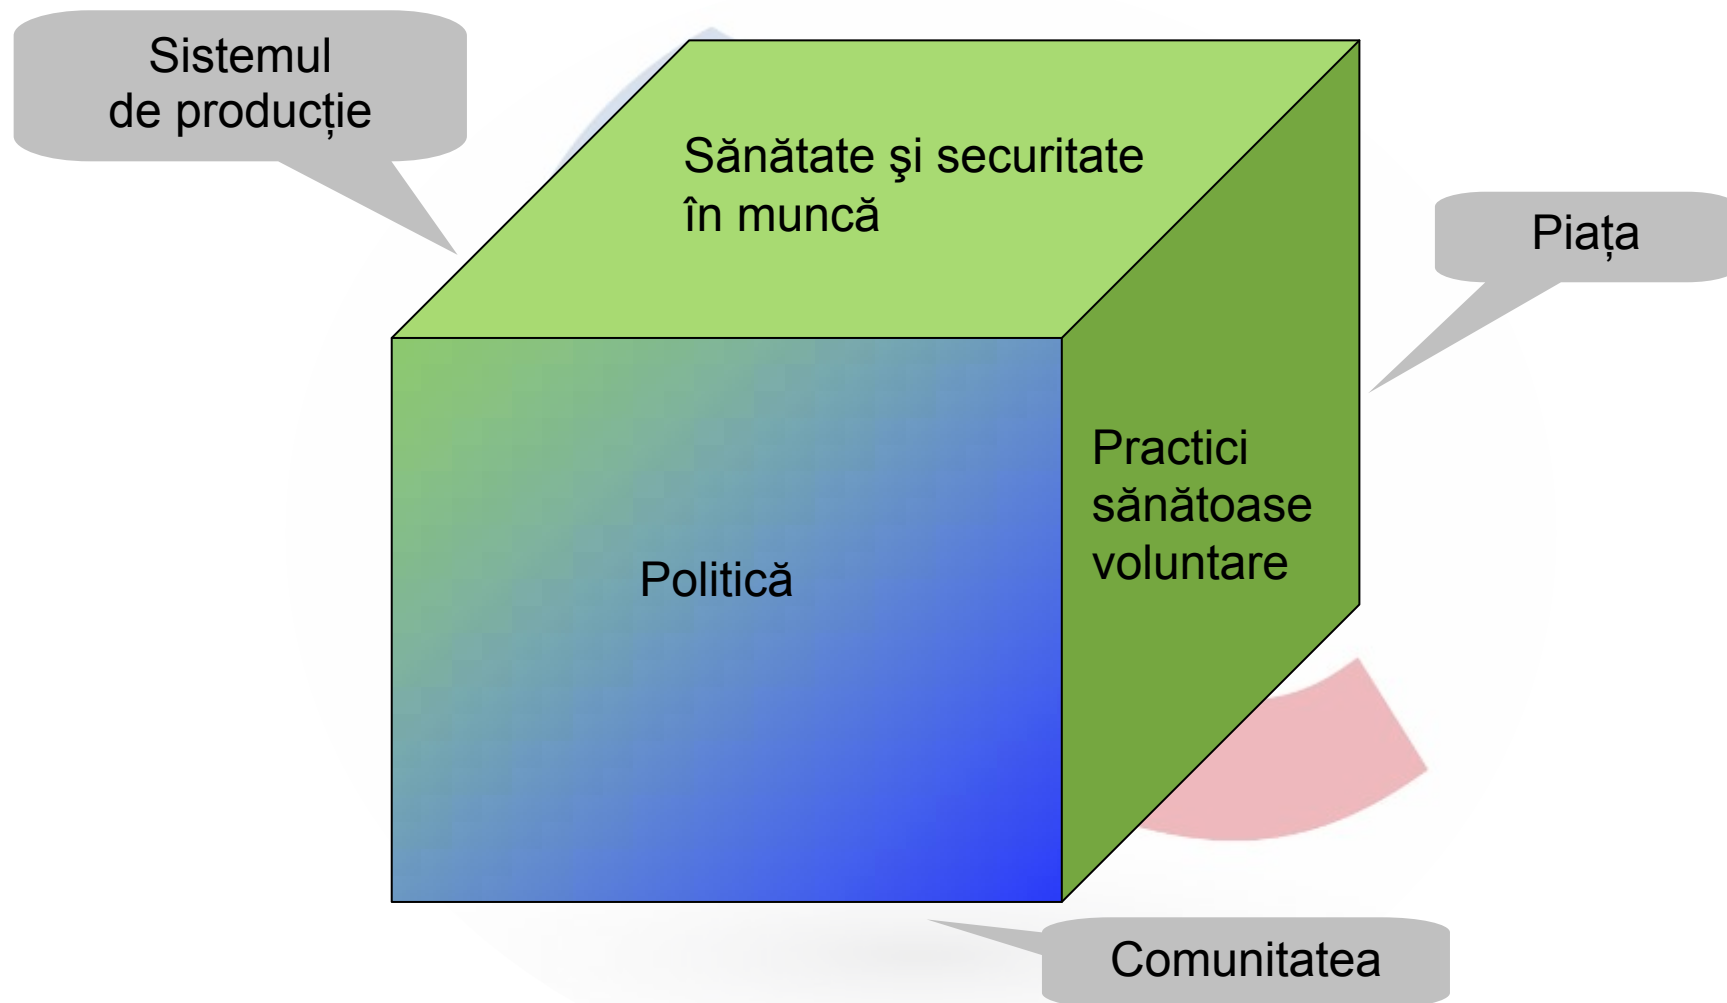 Sistemul
de producție
Sănătate şi securitate
în muncă
Piața
Practici
sănătoase
voluntare
Politică
Comunitatea